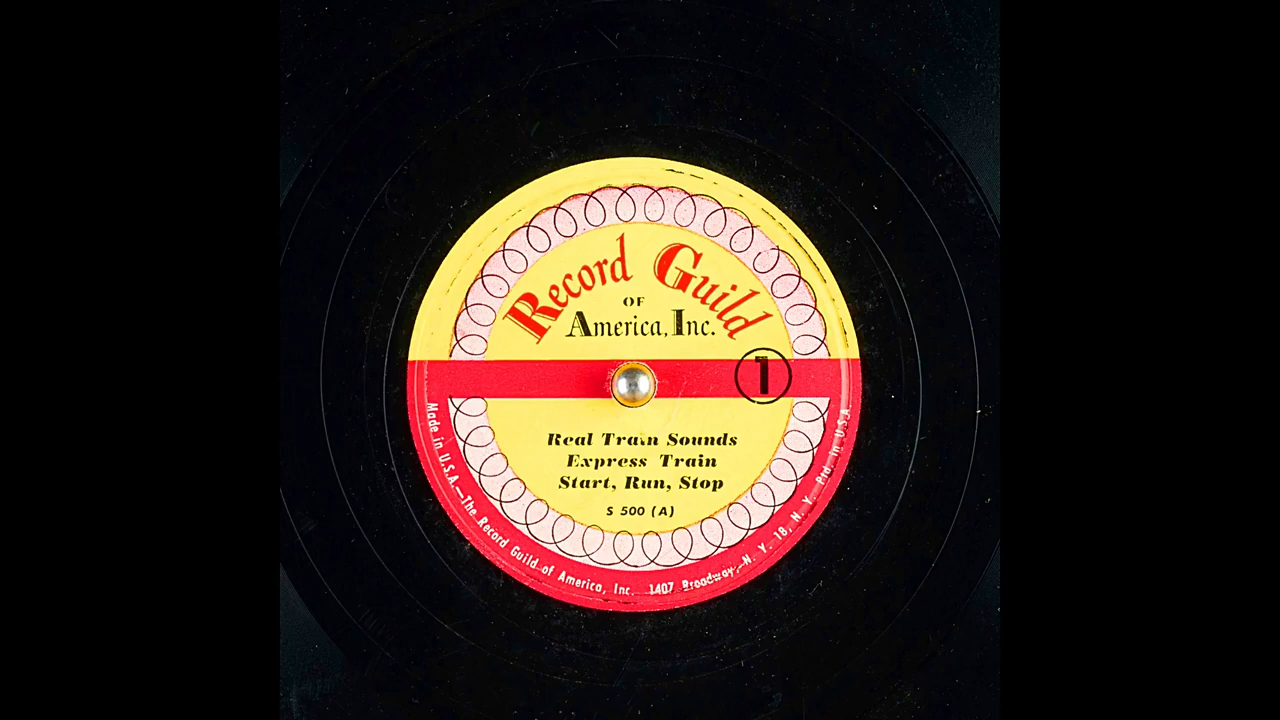 Record Guild
OF
America, Inc.
1
Real Train Sounds
Express Train
Start, Run, Stop
S 500 (A)
Made in U.S.A.—The Record Guild of America, Inc. 1407 Broadway, N. Y. 18, N. Y. Ptd. in U.S.A.